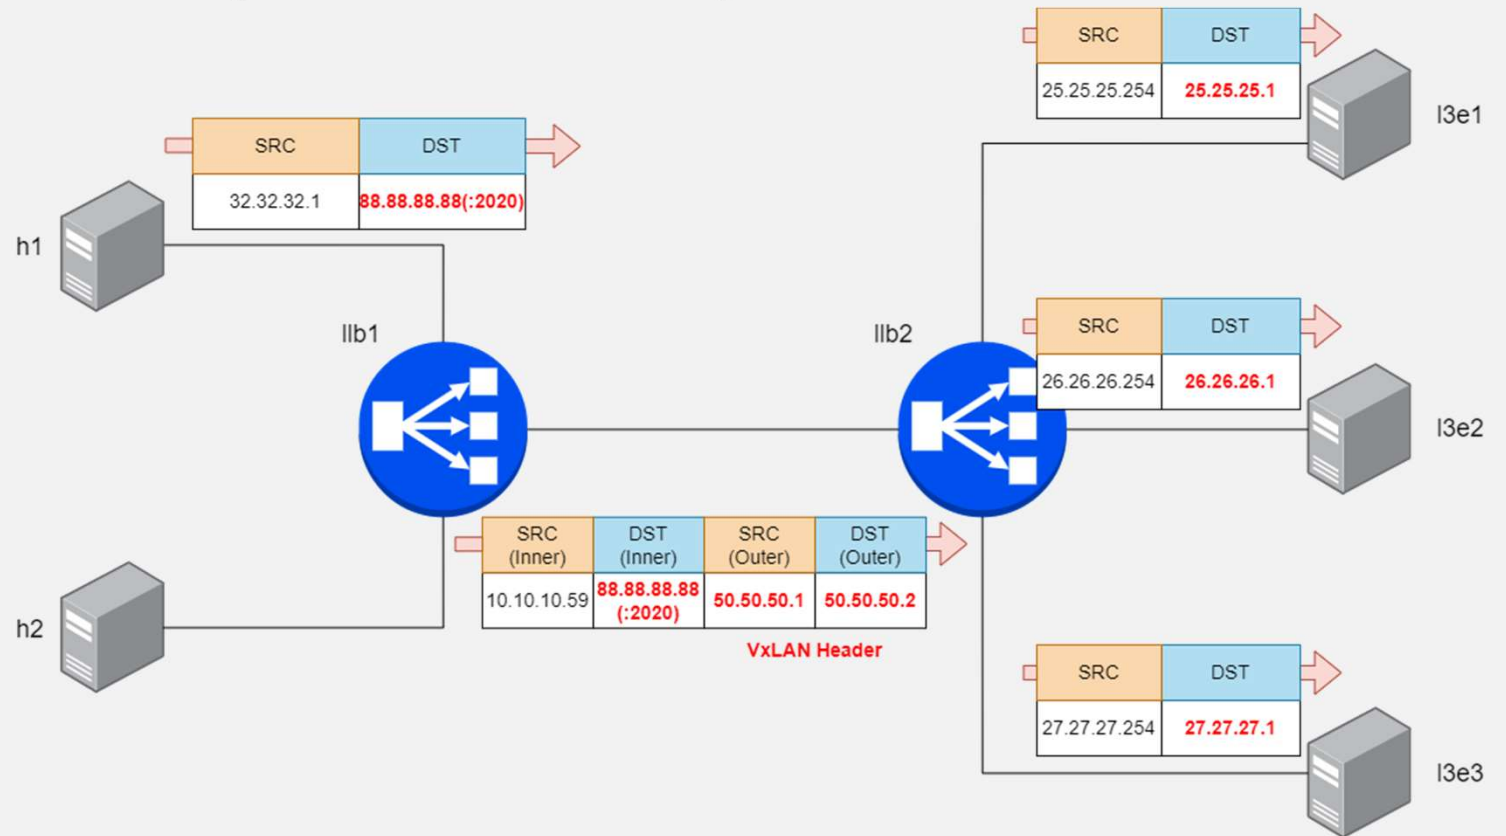 SRC DST
25.25.25.254 25.25.25.1
l3e1
SRC DST
32.32.32.1 88.88.88.88(:2020)
h1
llb1
llb2
SRC DST
26.26.26.254 26.26.26.1
l3e2
SRC DST SRC DST
(Inner) (Inner) (Outer) (Outer)
10.10.10.59 88.88.88.88 50.50.50.1 50.50.50.2
(:2020)
VxLAN Header
h2
SRC DST
27.27.27.254 27.27.27.1
l3e3